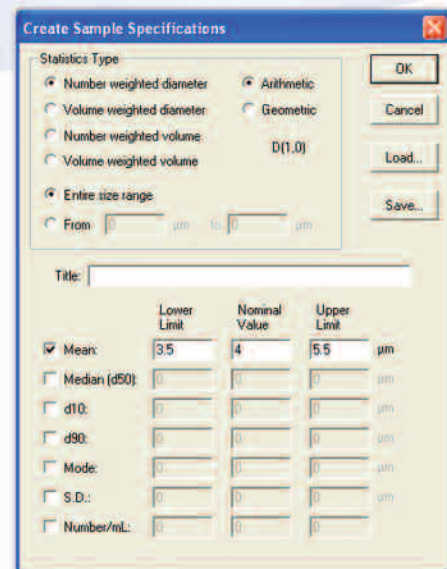 Create Sample Specifications
Statistics Type
Number weighted diameter
Volume weighted diameter
Number weighted volume
Volume weighted volume
Arithmetic
Geometric
D(1,0)
Entire size range
From 0 µm to 0 µm
OK
Cancel
Load...
Save...
Title:
Lower Limit Nominal Value Upper Limit
Mean: 3.5 4 5.5 µm
Median (d50): 0 0 0 µm
d10: 0 0 0 µm
d90: 0 0 0 µm
Mode: 0 0 0 µm
S.D.: 0 0 0 µm
Number/mL: 0 0 0